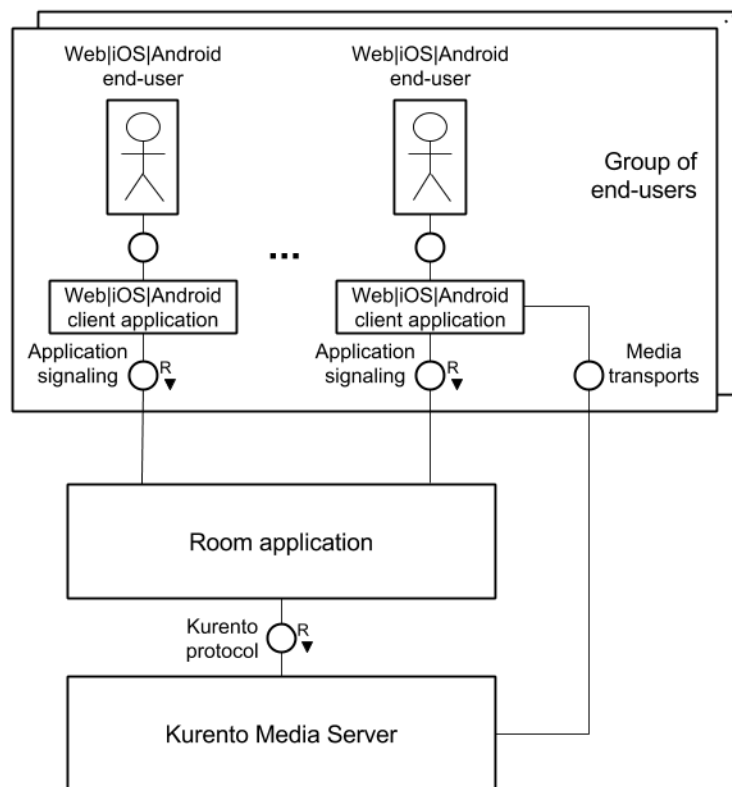 Web|iOS|Android
end-user
Web|iOS|Android
end-user
Group of
end-users
...
Web|iOS|Android
client application
Web|iOS|Android
client application
Application
signaling
R
Application
signaling
R
Media
transports
Room application
Kurento
protocol
R
Kurento Media Server